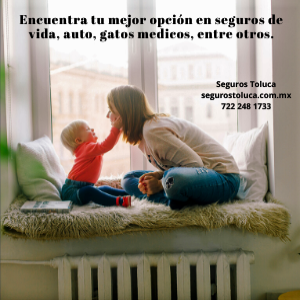 Encuentra tu mejor opción en seguros de
vida, auto, gatos medicos, entre otros.
Seguros Toluca
segurostoluca.com.mx
722 248 1733